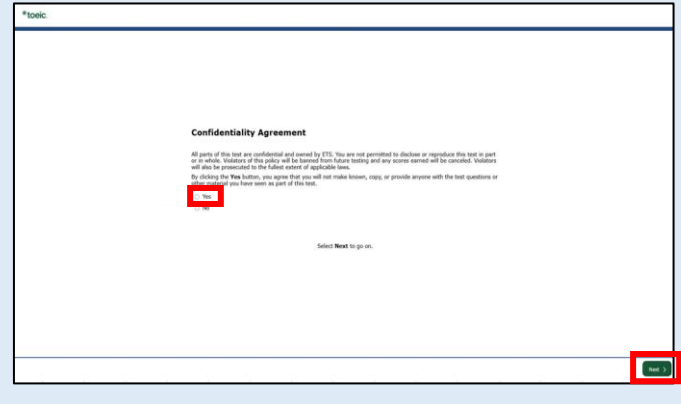 *toeic
Confidentiality Agreement
All parts of this test are confidential and owned by ETS. You are not permitted to disclose or reproduce this test in part
or in whole. Violators of this policy will be banned from future testing and any scores earned will be canceled. Violators
will also be prosecuted to the fullest extent of applicable laws.
By clicking the Yes button, you agree that you will not make known, copy, or provide anyone with the test questions or
other material you have seen as part of this test.
Yes
No
Select Next to go on.
Next >